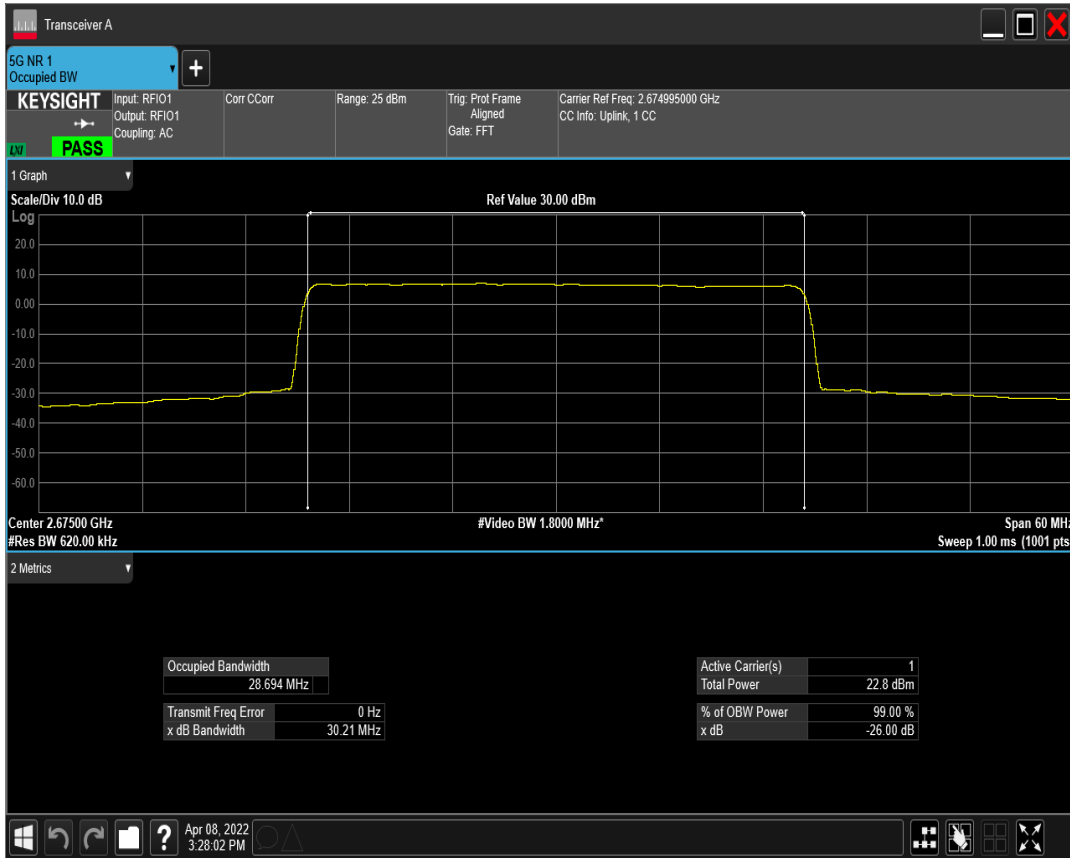 Transceiver A
5G NR 1
Occupied BW
+
KEYSIGHT
Input: RFIO1
Output: RFIO1
Coupling: AC
Corr CCorr
Range: 25 dBm
Trig: Prot Frame
Aligned
Gate: FFT
Carrier Ref Freq: 2.674995000 GHz
CC Info: Uplink, 1 CC
LXI
PASS
1 Graph
Scale/Div 10.0 dB
Ref Value 30.00 dBm
Log
20.0
10.0
0.00
-10.0
-20.0
-30.0
-40.0
-50.0
-60.0
Center 2.67500 GHz
#Video BW 1.8000 MHz*
Span 60 MHz
#Res BW 620.00 kHz
Sweep 1.00 ms (1001 pts
2 Metrics
Occupied Bandwidth
28.694 MHz
Transmit Freq Error 0 Hz
x dB Bandwidth 30.21 MHz
Active Carrier(s) 1
Total Power 22.8 dBm
% of OBW Power 99.00 %
x dB -26.00 dB
?
Apr 08, 2022
3:28:02 PM